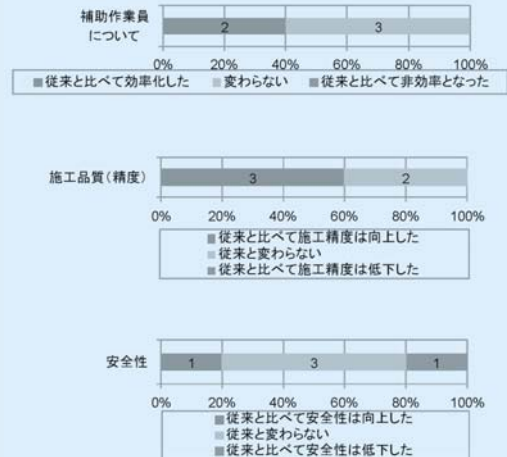 補助作業員
について
2 3
0% 20% 40% 60% 80% 100%
■従来と比べて効率化した ■変わらない ■従来と比べて非効率となった
施工品質(精度)
3 2
0% 20% 40% 60% 80% 100%
■従来と比べて施工精度は向上した
■従来と変わらない
■従来と比べて施工精度は低下した
安全性
1 3 1
0% 20% 40% 60% 80% 100%
■従来と比べて安全性は向上した
■従来と変わらない
■従来と比べて安全性は低下した